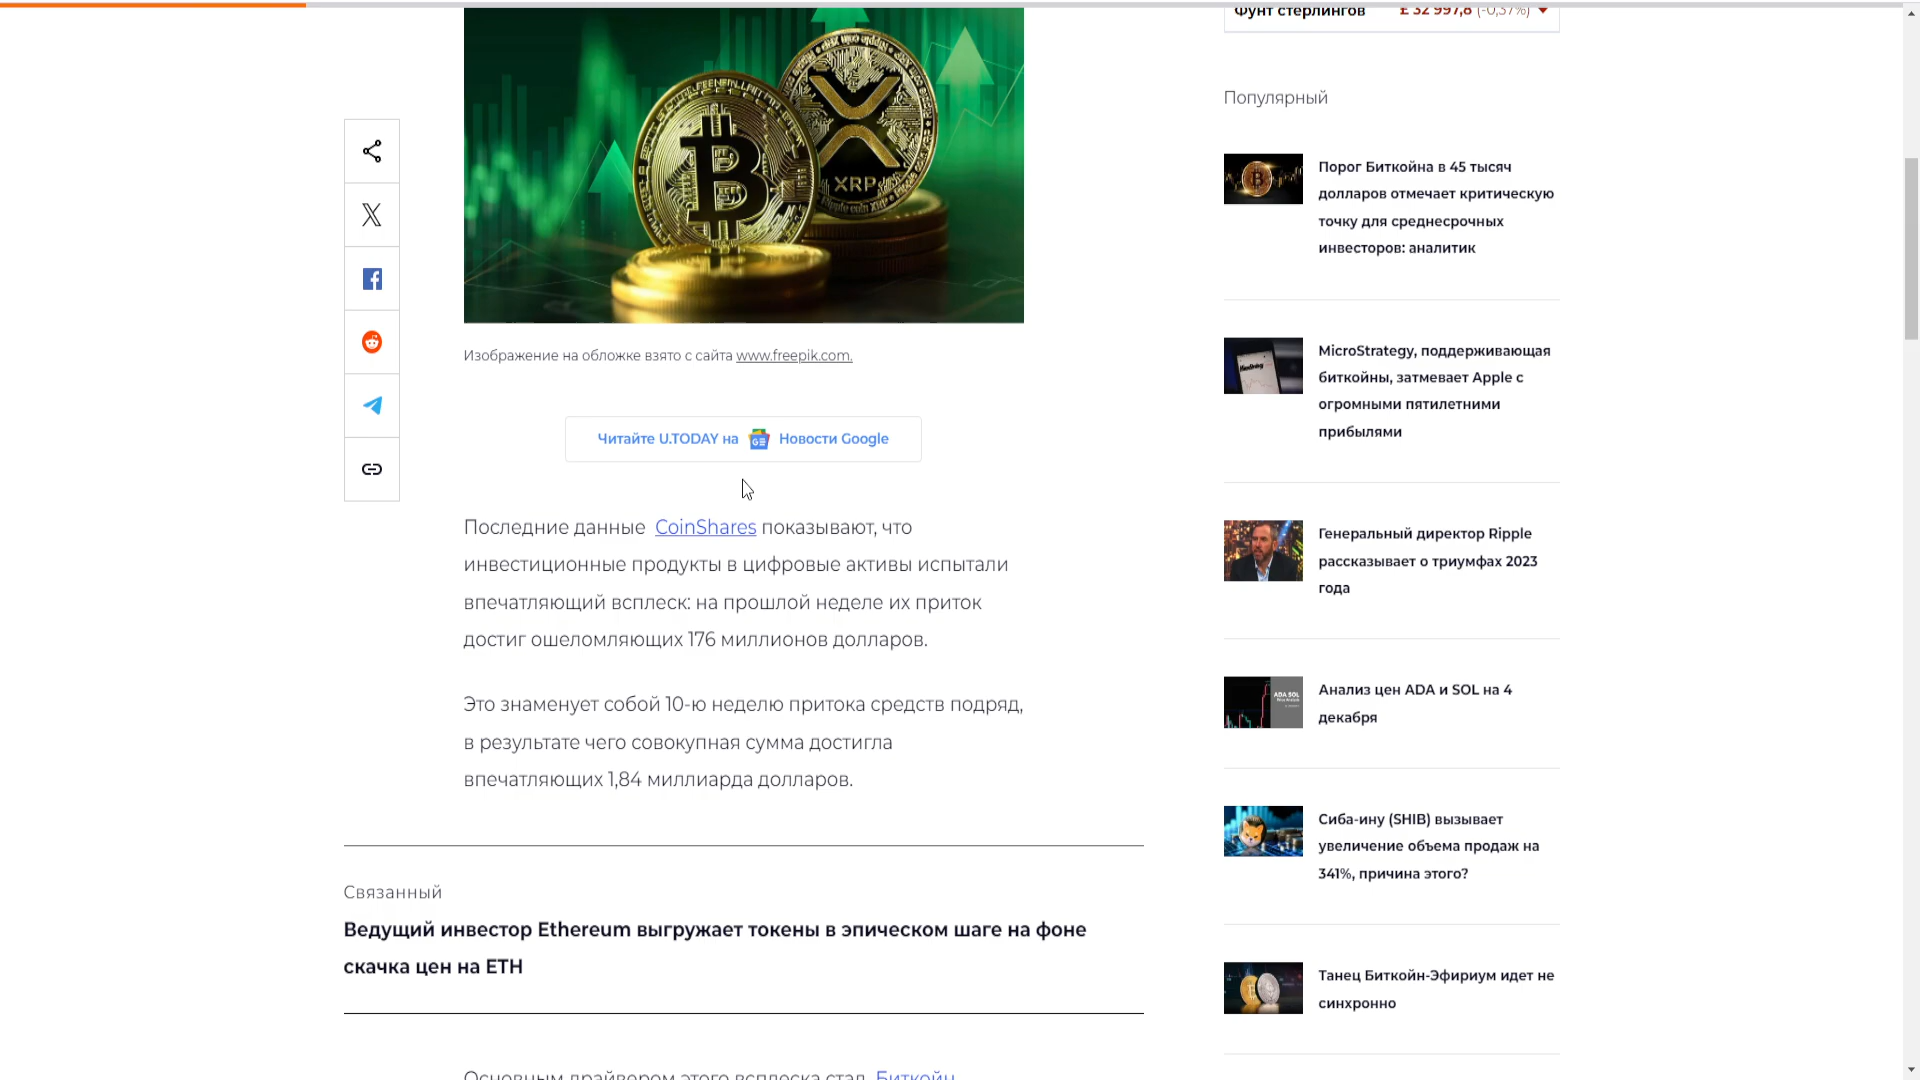 Фунт стерлингов £ 32 997,8 (-0,37%)
XRP
Изображение на обложке взято с сайта www.freepik.com.
Читайте U.TODAY на Новости Google
Последние данные CoinShares показывают, что
инвестиционные продукты в цифровые активы испытали
впечатляющий всплеск: на прошлой неделе их приток
достиг ошеломляющих 176 миллионов долларов.
Это знаменует собой 10-ю неделю притока средств подряд,
в результате чего совокупная сумма достигла
впечатляющих 1,84 миллиарда долларов.
Связанный
Ведущий инвестор Ethereum выгружает токены в эпическом шаге на фоне
скачка цен на ETH
Основным драйвером этого всплеска стал Биткойн
Популярный
Порог Биткойна в 45 тысяч
долларов отмечает критическую
точку для среднесрочных
инвесторов: аналитик
MicroStrategy, поддерживающая
биткойны, затмевает Apple с
огромными пятилетними
прибылями
Генеральный директор Ripple
рассказывает о триумфах 2023
года
ADA SOL
Анализ цен ADA и SOL на 4
декабря
Сиба-ину (SHIB) вызывает
увеличение объема продаж на
341%, причина этого?
Танец Биткойн-Эфириум идет не
синхронно